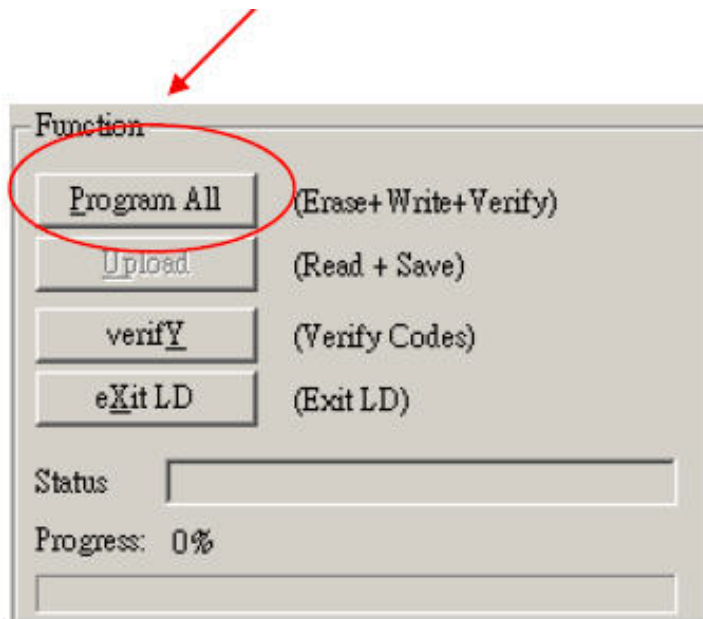 Function
Program All (Erase+Write+Verify)
Upload (Read + Save)
verifY (Verify Codes)
eXit LD (Exit LD)
Status
Progress: 0%